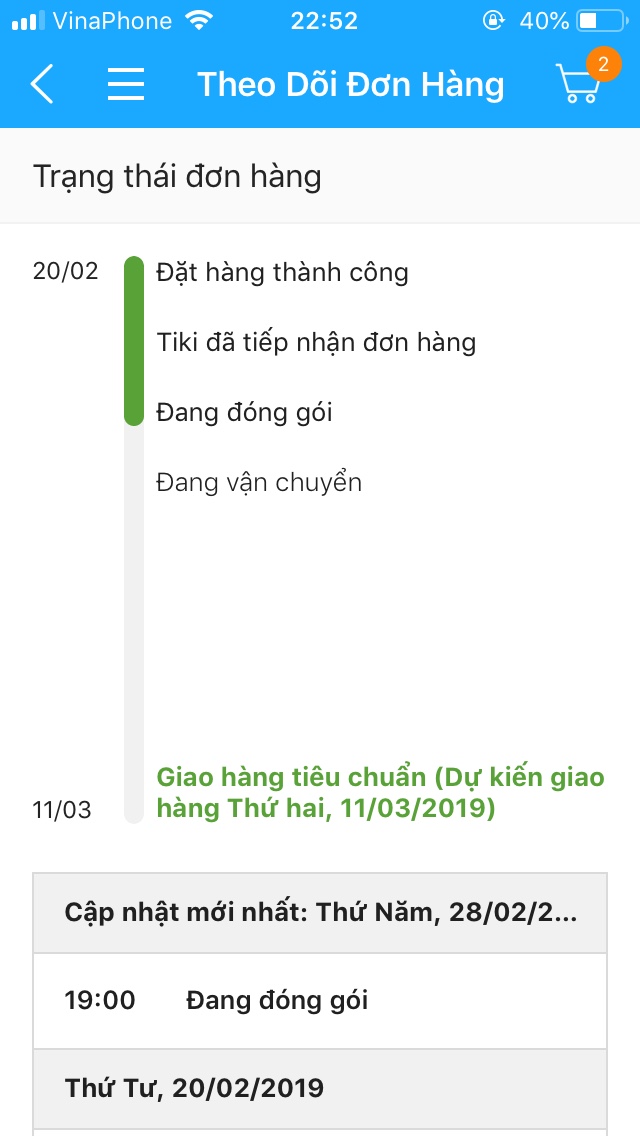 VinaPhone 22:52 40%
Theo Dõi Đơn Hàng 2
Trạng thái đơn hàng
20/02 Đặt hàng thành công
Tiki đã tiếp nhận đơn hàng
Đang đóng gói
Đang vận chuyển
Giao hàng tiêu chuẩn (Dự kiến giao
11/03 hàng Thứ hai, 11/03/2019)
Cập nhật mới nhất: Thứ Năm, 28/02/2...
19:00 Đang đóng gói
Thứ Tư, 20/02/2019